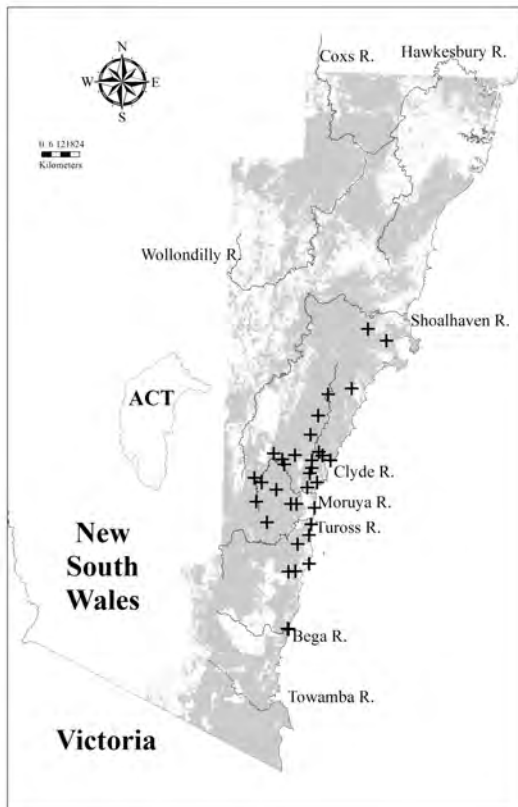 Coxs R.
Hawkesbury R.
N
W
E
S
0 6 121824
Kilometers
Wollondilly R.
Shoalhaven R.
ACT
Clyde R.
Moruya R.
Tuross R.
New
South
Wales
Bega R.
Towamba R.
Victoria